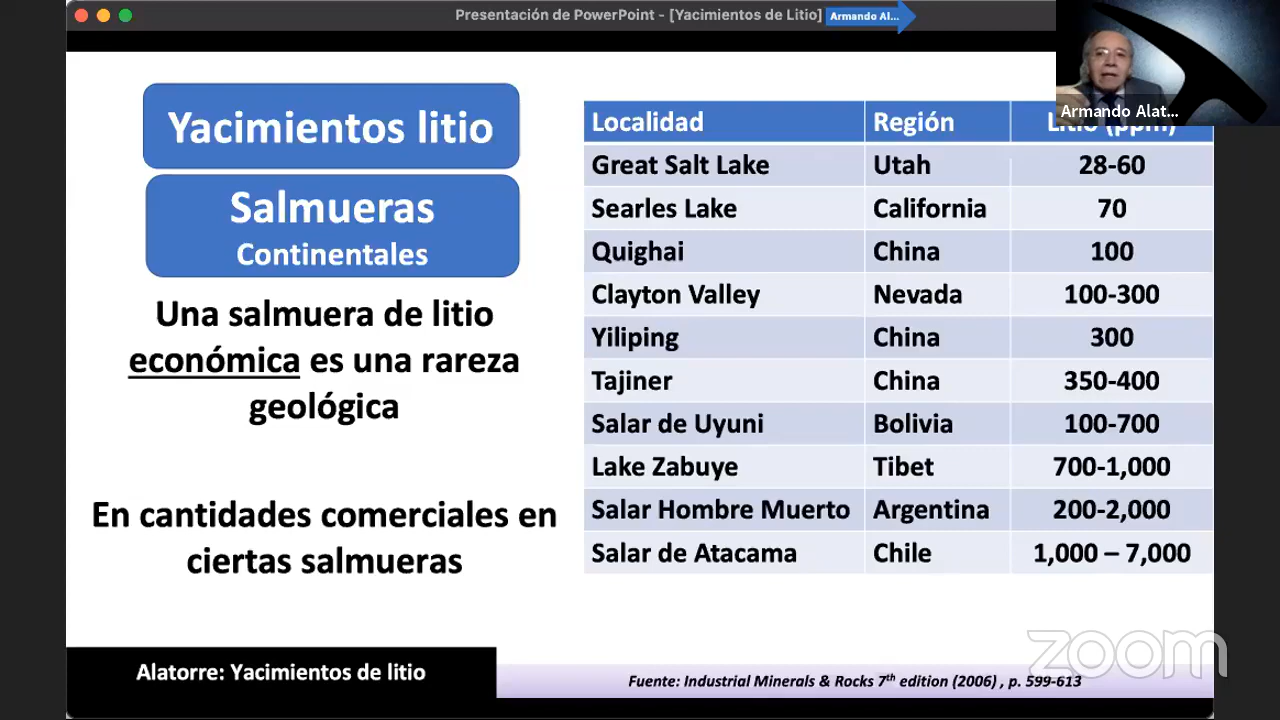 Presentación de PowerPoint - [Yacimientos de Litio]
Armando Al...
Armando Alat...
Yacimientos litio
Salmueras
Continentales
Una salmuera de litio
económica es una rareza
geológica
En cantidades comerciales en
ciertas salmueras
Localidad Región Litio (ppm)
Great Salt Lake Utah 28-60
Searles Lake California 70
Quighai China 100
Clayton Valley Nevada 100-300
Yiliping China 300
Tajiner China 350-400
Salar de Uyuni Bolivia 100-700
Lake Zabuye Tibet 700-1,000
Salar Hombre Muerto Argentina 200-2,000
Salar de Atacama Chile 1,000 – 7,000
zoom
Alatorre: Yacimientos de litio
Fuente: Industrial Minerals & Rocks 7th edition (2006) , p. 599-613